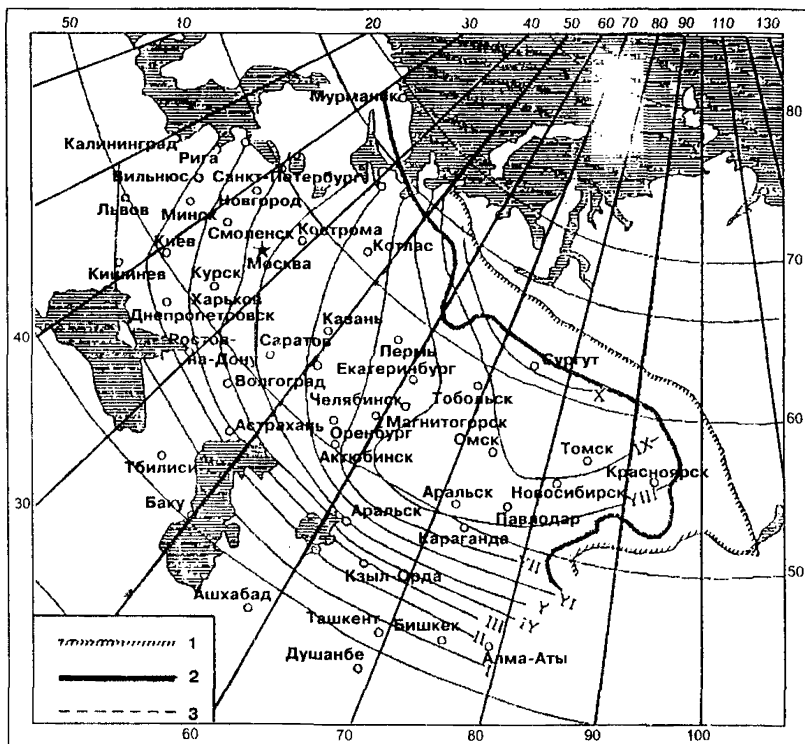 50 10 20 30 40 50 60 70 80 90 110 130
Мурманск
80
Калининград
Рига
Вильнюс Санкт-Петербург
Новгород
Львов Минск
Смоленск Кострома
Киев Котлас
Москва
70
Кишинев Курск
Харьков
Днепропетровск Казань
40 Ростов-
на-Дону Саратов Пермь
Сургут
Екатеринбург
Волгоград
X
Челябинск Тобольск
60
Астрахань Магнитогорск
Оренбург Омск IX
Тбилиси Томск
Актюбинск
Красноярск
Новосибирск YII
30 Аральск
Баку Аральск Павлодар
Караганда
YII
50
Кзыл-Орда
Y YI
Ашхабад iY
III
Ташкент Бишкек II
1
I
Душанбе Алма-Аты
2
3
60 70 80 90 100